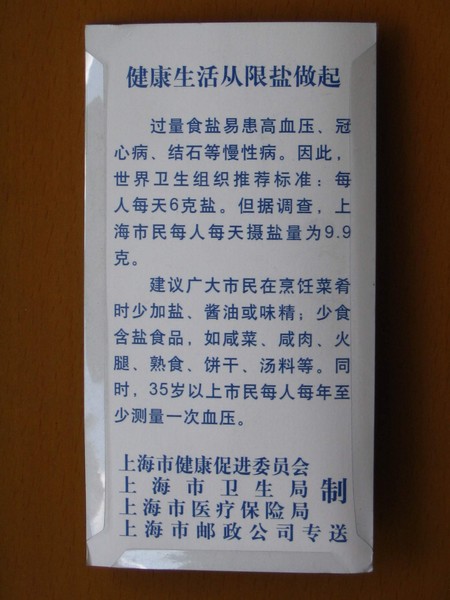 健康生活从限盐做起
过量食盐易患高血压、冠
心病、结石等慢性病。因此，
世界卫生组织推荐标准：每
人每天6克盐。但据调查，上
海市民每人每天摄盐量为9.9
克。
建议广大市民在烹饪菜肴
时少加盐、酱油或味精；少食
含盐食品，如咸菜、咸肉、火
腿、熟食、饼干、汤料等。同
时，35岁以上市民每人每年至
少测量一次血压。
上海市健康促进委员会
上海市卫生局 制
上海市医疗保险局
上海市邮政公司专送